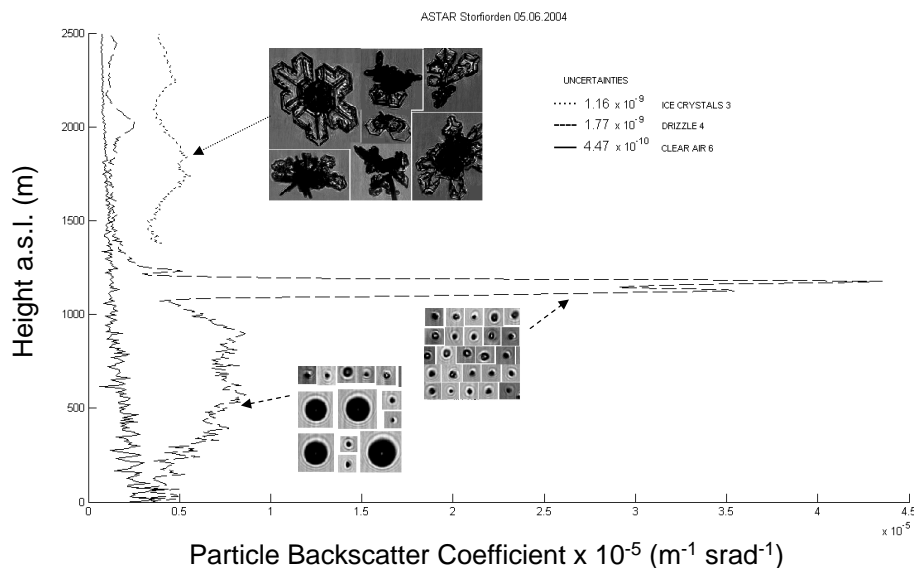 ASTAR Storfiorden 05.06.2004
UNCERTAINTIES
1.16 x 10-9 ICE CRYSTALS 3
1.77 x 10-9 DRIZZLE 4
4.47 x 10-10 CLEAR AIR 6
Height a.s.l. (m)
2500
2000
1500
1000
500
0
0 0.5 1 1.5 2 2.5 3 3.5 4 4.5
x 10-5
Particle Backscatter Coefficient x 10-5 (m-1 srad-1)